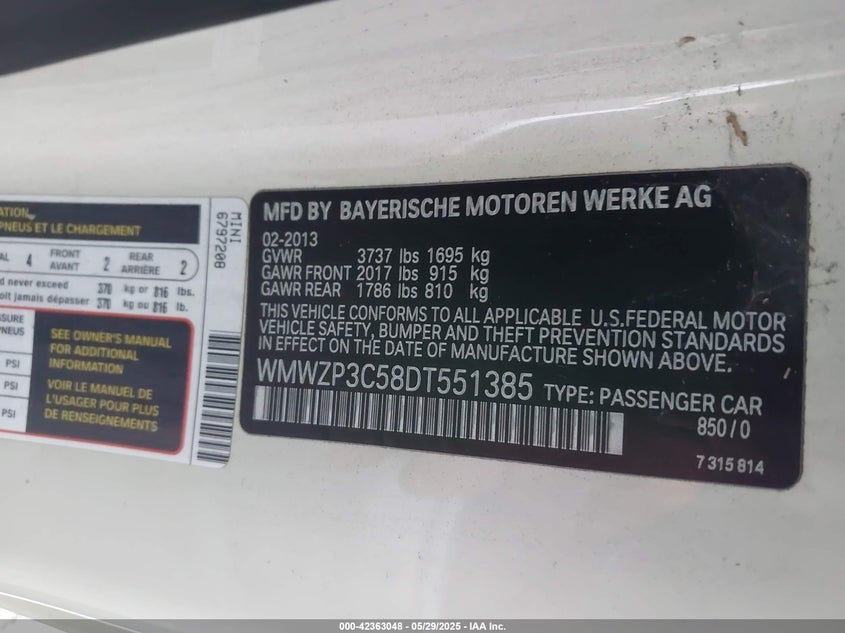 ATION
PNEUS ET LE CHARGEMENT
AL 4 FRONT AVANT 2 REAR ARRIÈRE 2
d never exceed 370 kg or 816 lbs.
oit jamais dépasser 370 kg ou 816 lb.
SSURE
PNEUS
PSI
PSI
PSI
SEE OWNER'S MANUAL
FOR ADDITIONAL
INFORMATION
VOIR LE MANUEL DE
L'USAGER POUR PLUS
DE RENSEIGNEMENTS
MINI
6797208
MFD BY BAYERISCHE MOTOREN WERKE AG
02-2013
GVWR 3737 lbs 1695 kg
GAWR FRONT 2017 lbs 915 kg
GAWR REAR 1786 lbs 810 kg
THIS VEHICLE CONFORMS TO ALL APPLICABLE U.S.FEDERAL MOTOR
VEHICLE SAFETY, BUMPER AND THEFT PREVENTION STANDARDS
IN EFFECT ON THE DATE OF MANUFACTURE SHOWN ABOVE.
WMWZP3C58DT551385 TYPE: PASSENGER CAR
850/0
7 315 814
000-42363048 - 05/29/2025 - IAA Inc.